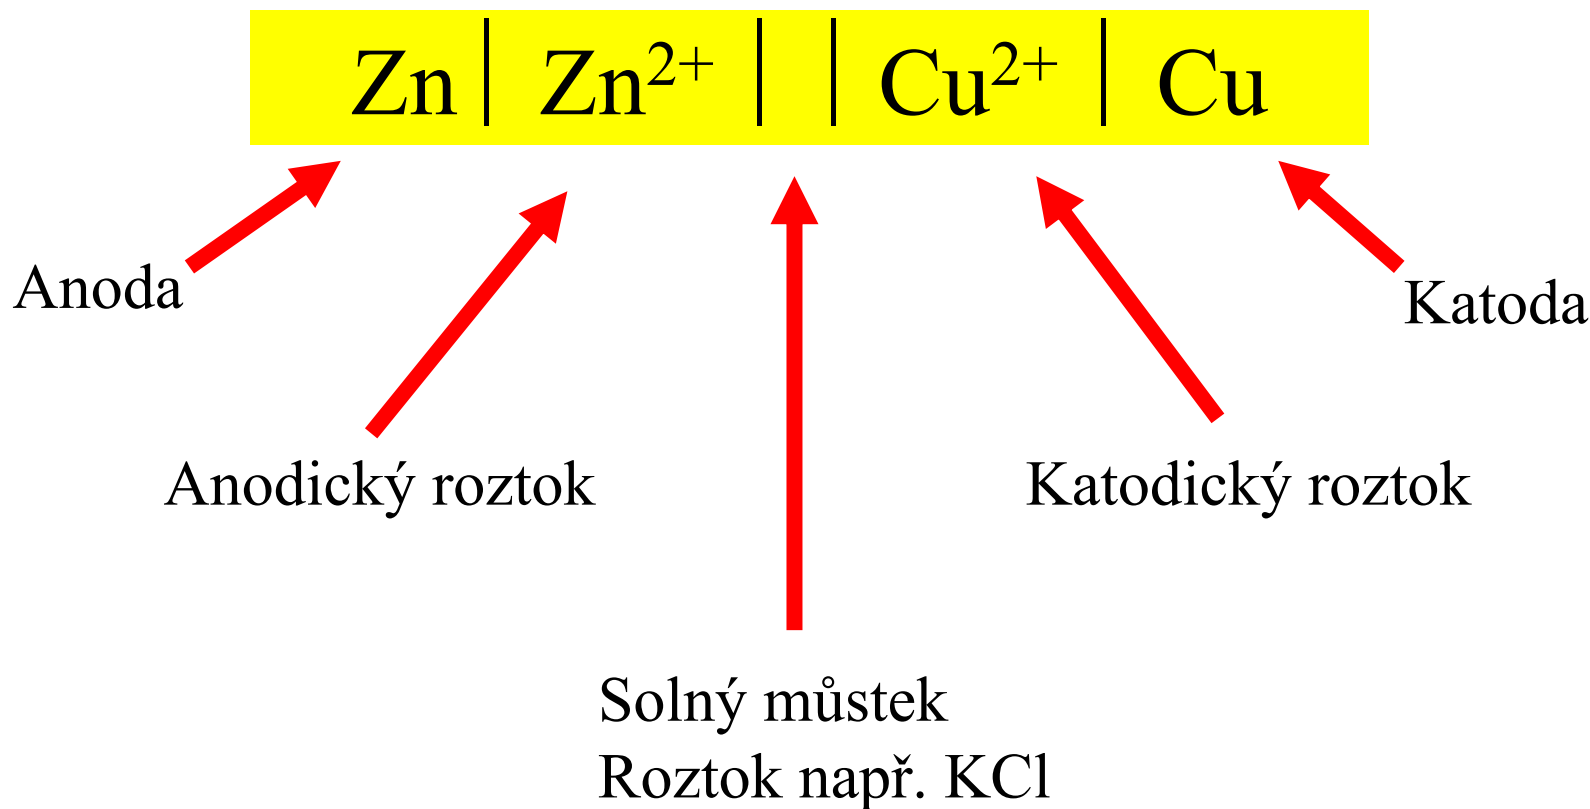 Zn | Zn²⁺ | | Cu²⁺ | Cu
Anoda
Katoda
Anodický roztok
Katodický roztok
Solný můstek
Roztok např. KCl